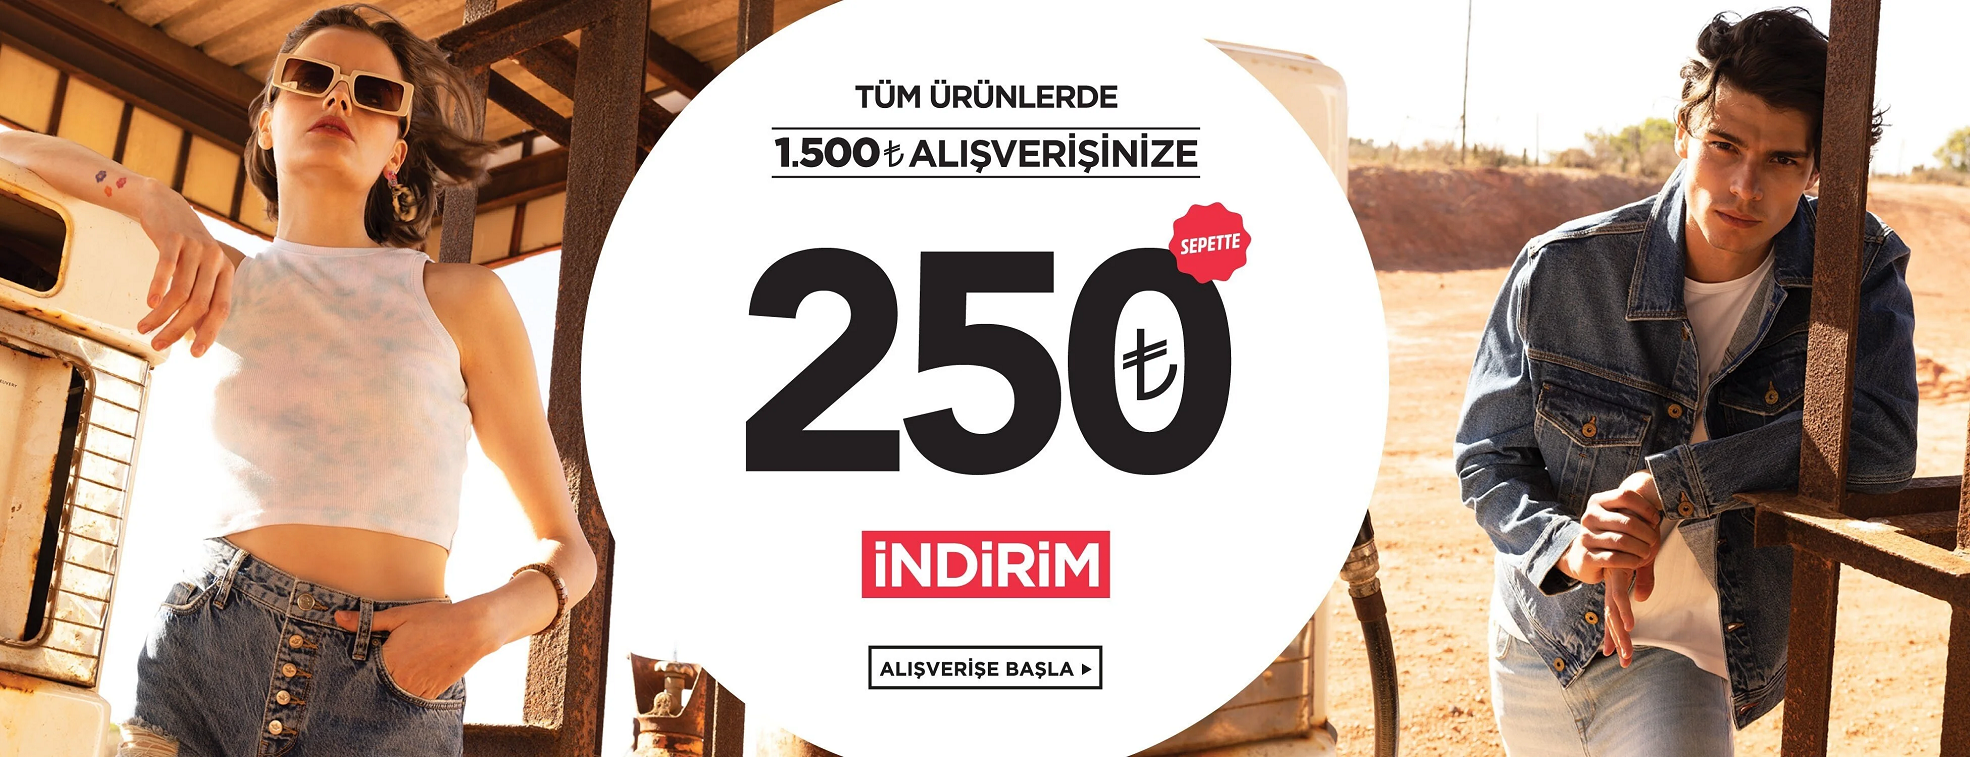 TÜM ÜRÜNLERDE
1.500₺ ALIŞVERİŞİNİZE
250₺
SEPETTE
İNDİRİM
ALIŞVERİŞE BAŞLA ▸